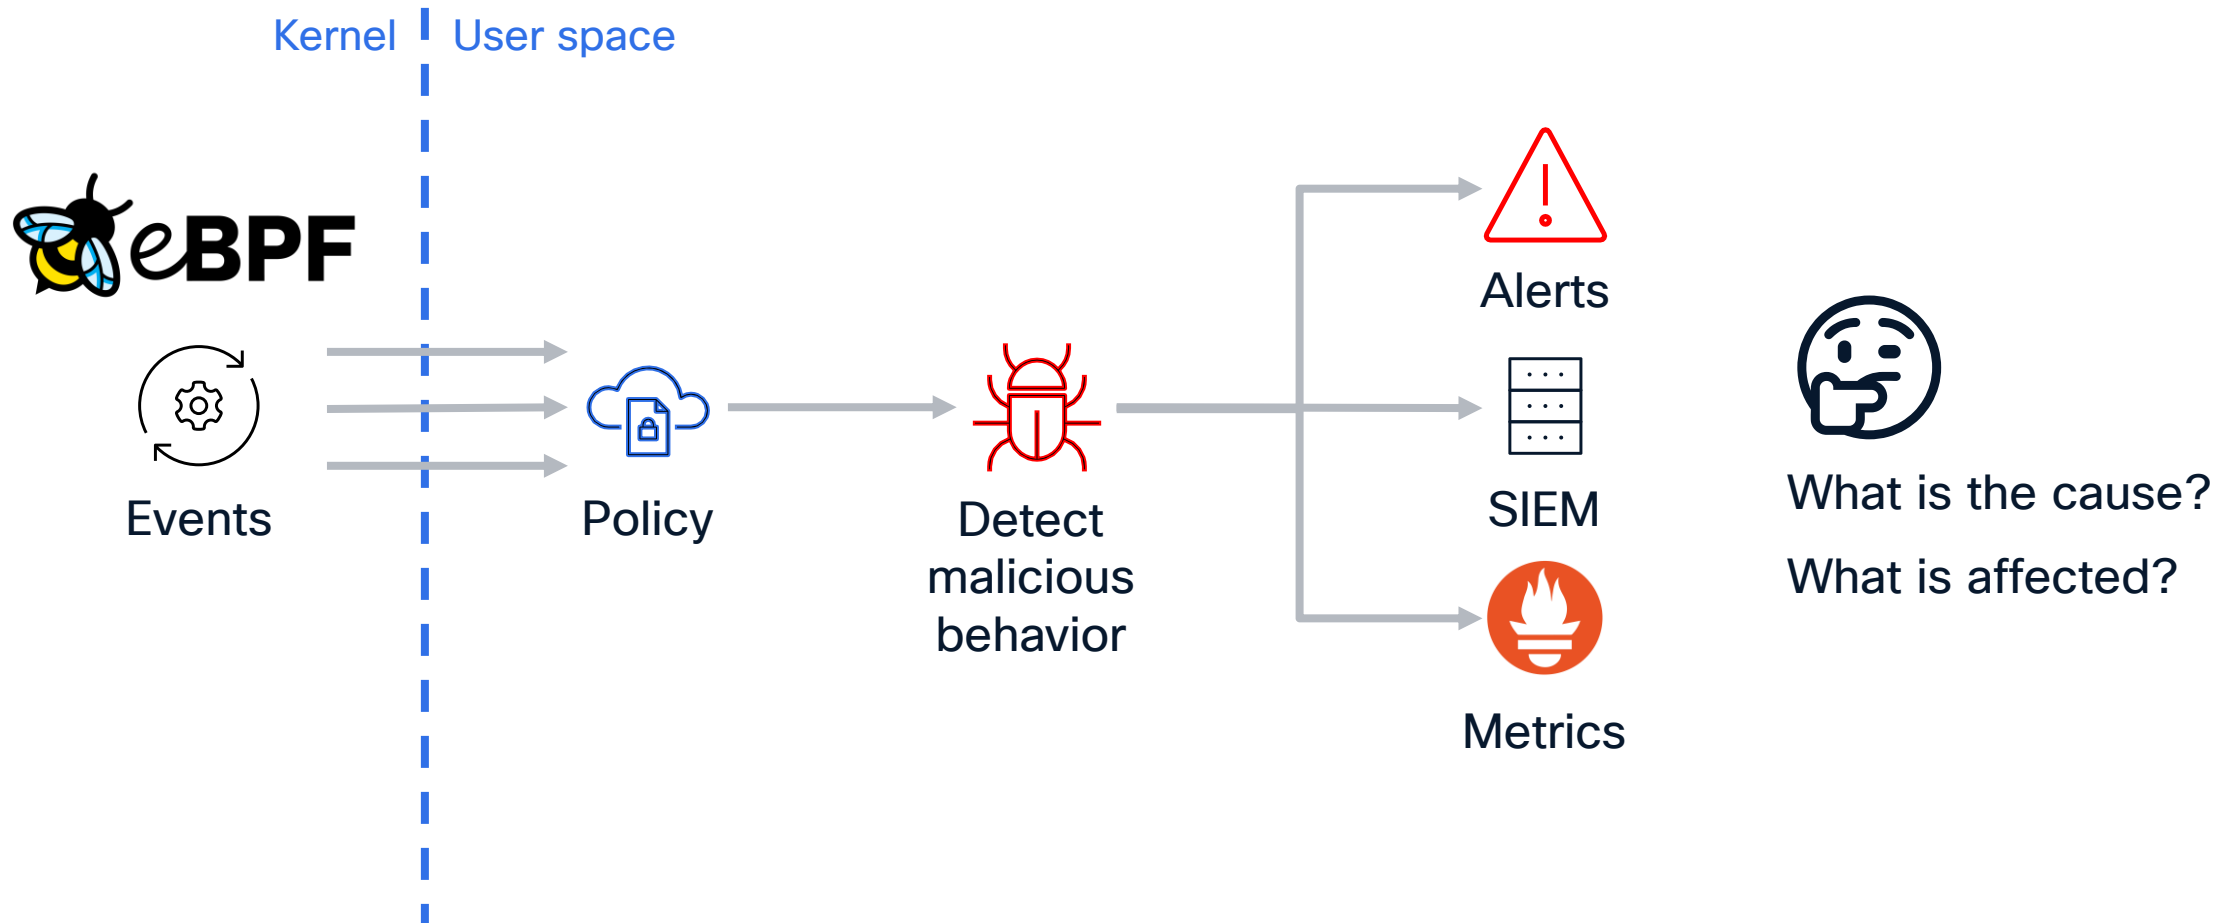 Kernel
User space
eBPF
Events
Policy
Detect
malicious
behavior
Alerts
SIEM
Metrics
What is the cause?
What is affected?